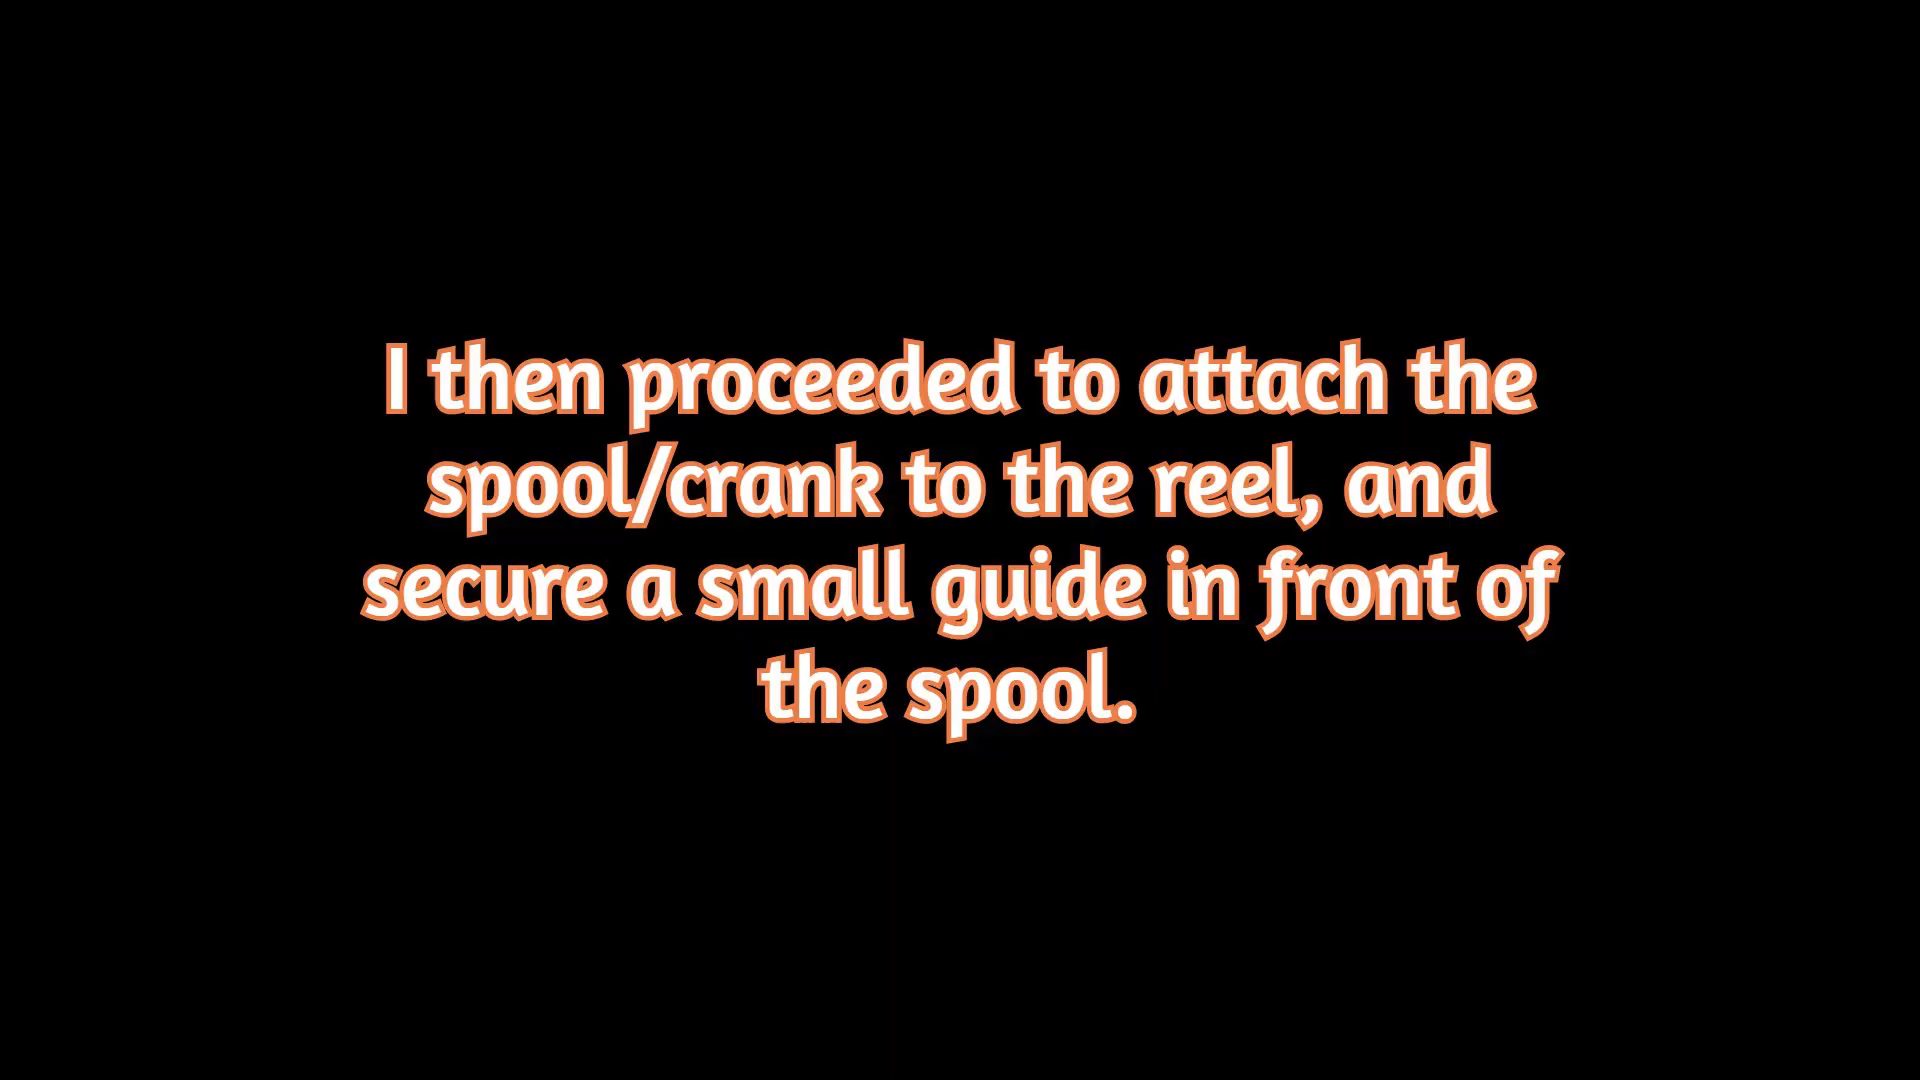 I then proceeded to attach the
spool/crank to the reel, and
secure a small guide in front of
the spool.